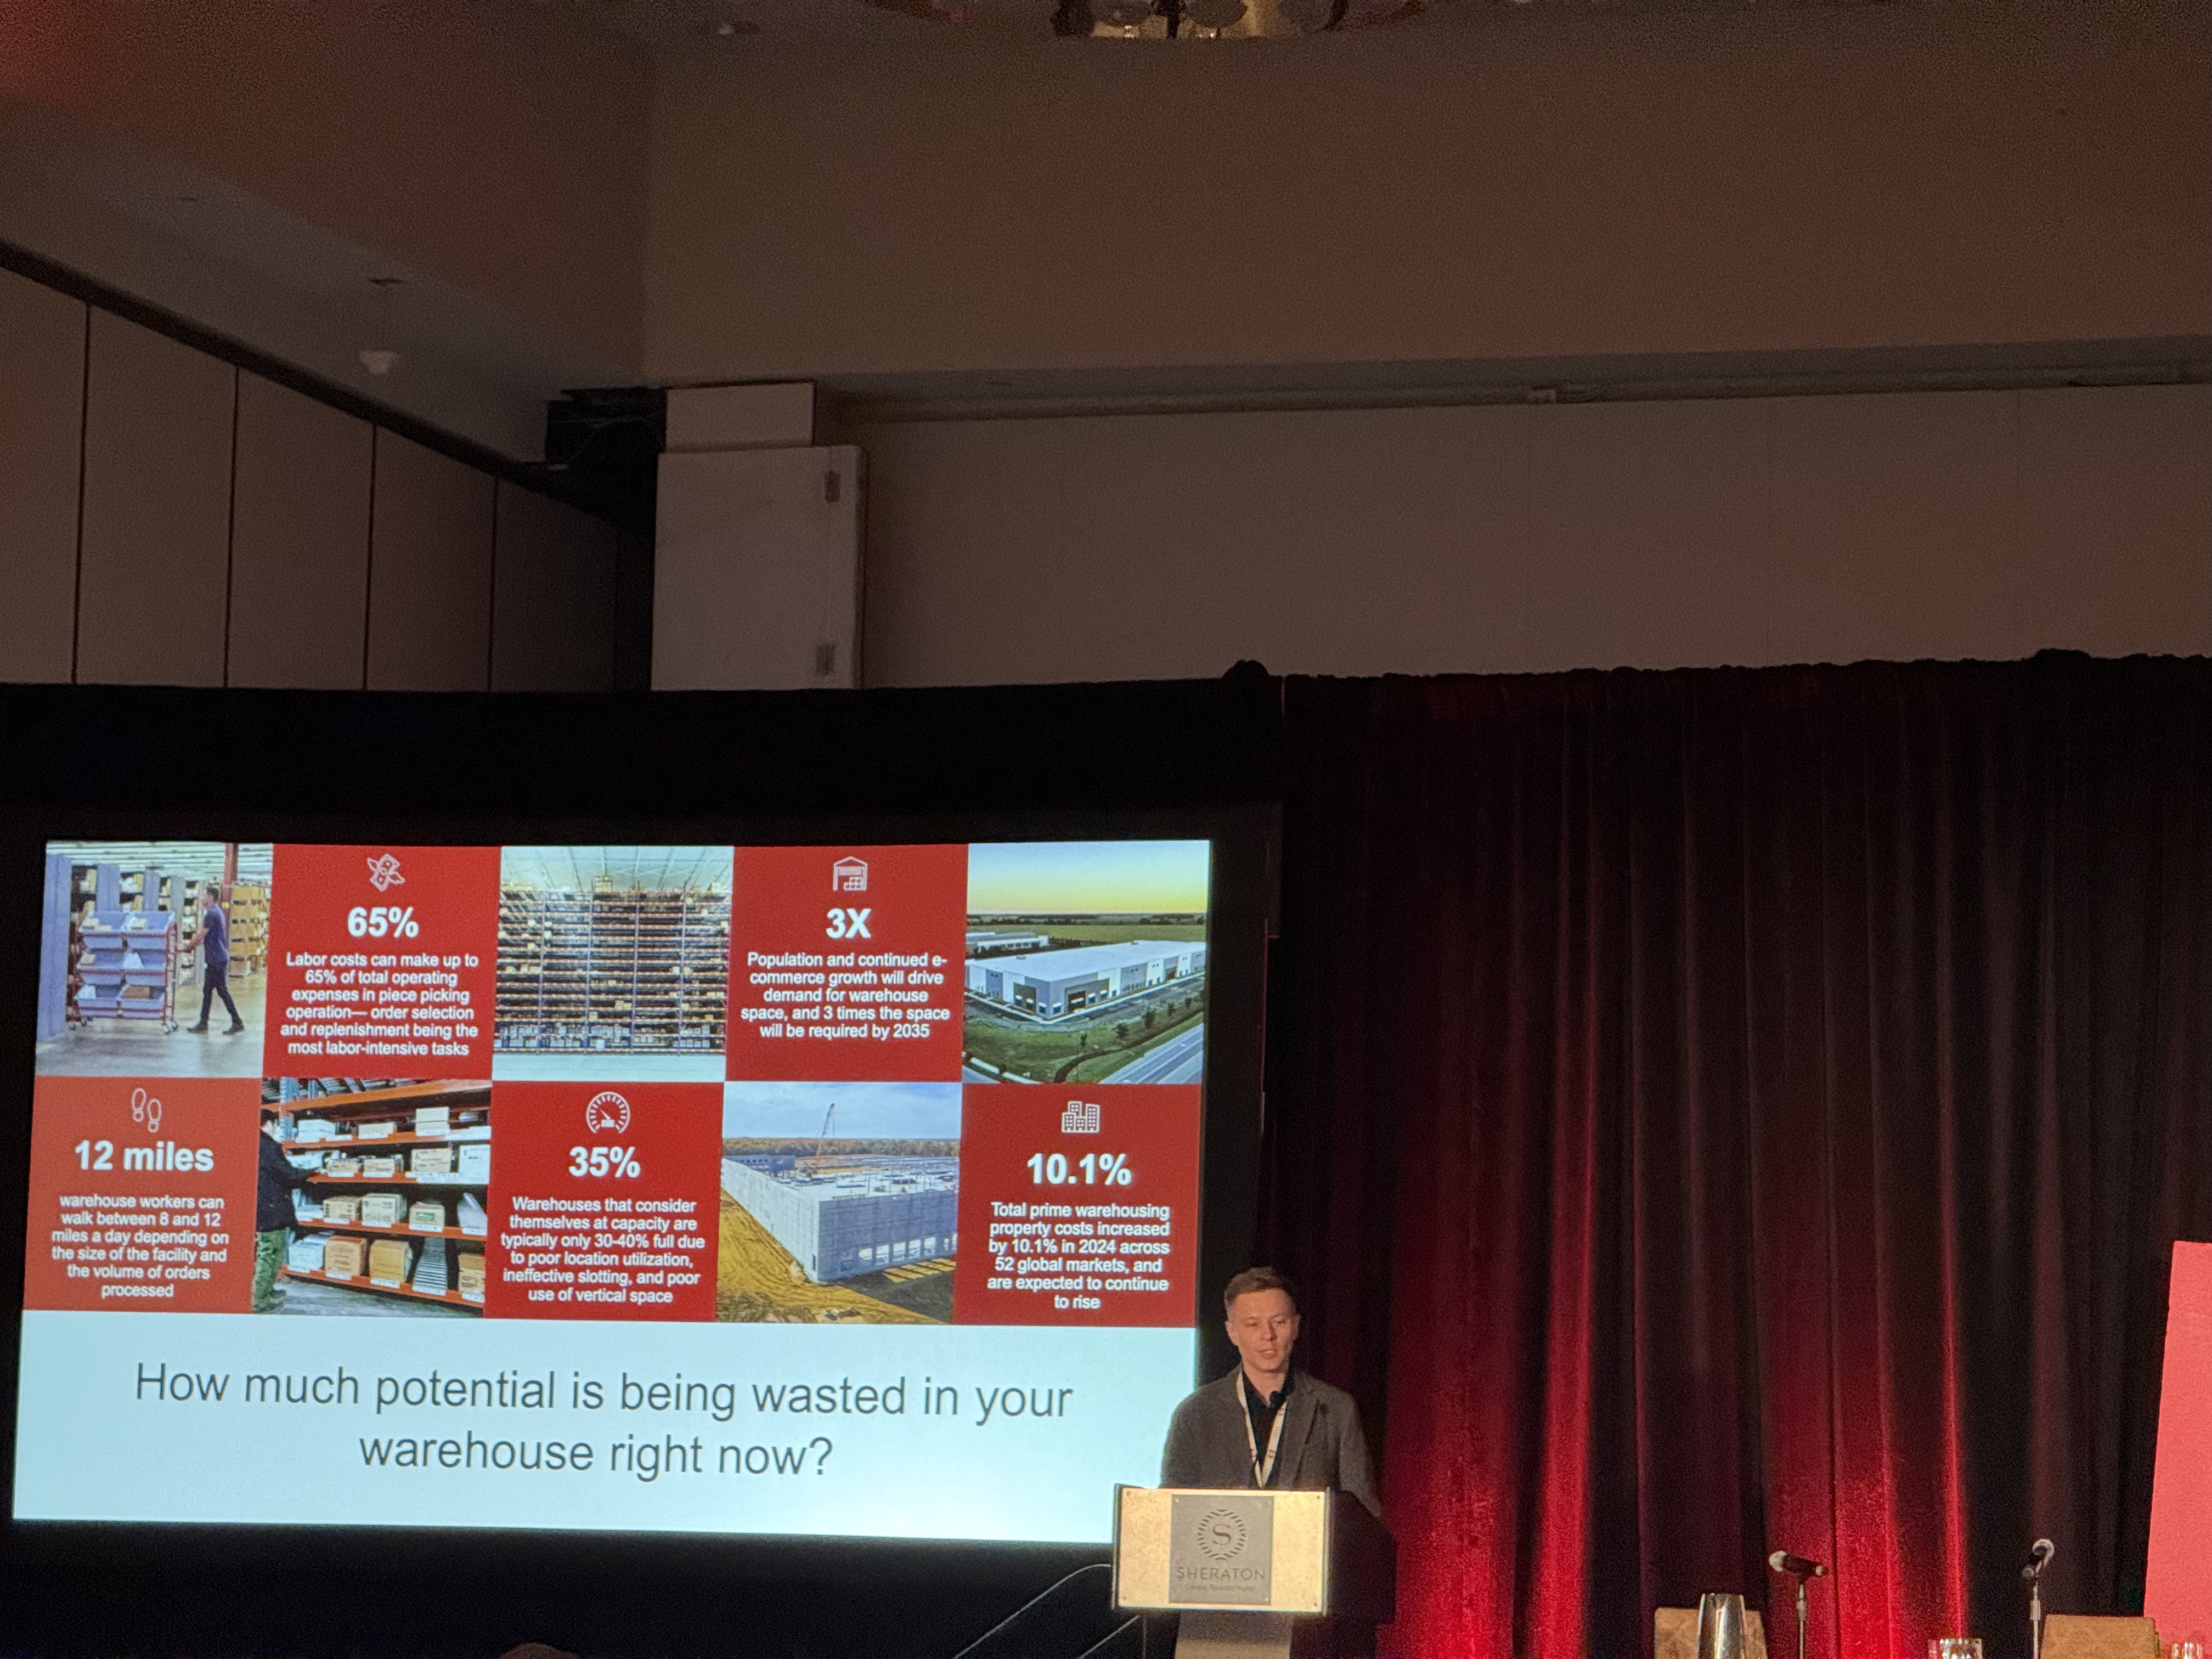 65%
Labor costs can make up to
65% of total operating
expenses in piece picking
operation— order selection
and replenishment being the
most labor-intensive tasks
3X
Population and continued e-
commerce growth will drive
demand for warehouse
space, and 3 times the space
will be required by 2035
12 miles
warehouse workers can
walk between 8 and 12
miles a day depending on
the size of the facility and
the volume of orders
processed
35%
Warehouses that consider
themselves at capacity are
typically only 30-40% full due
to poor location utilization,
ineffective slotting, and poor
use of vertical space
10.1%
Total prime warehousing
property costs increased
by 10.1% in 2024 across
52 global markets, and
are expected to continue
to rise
How much potential is being wasted in your
warehouse right now?
S
SHERATON
Centre Toronto Hotel